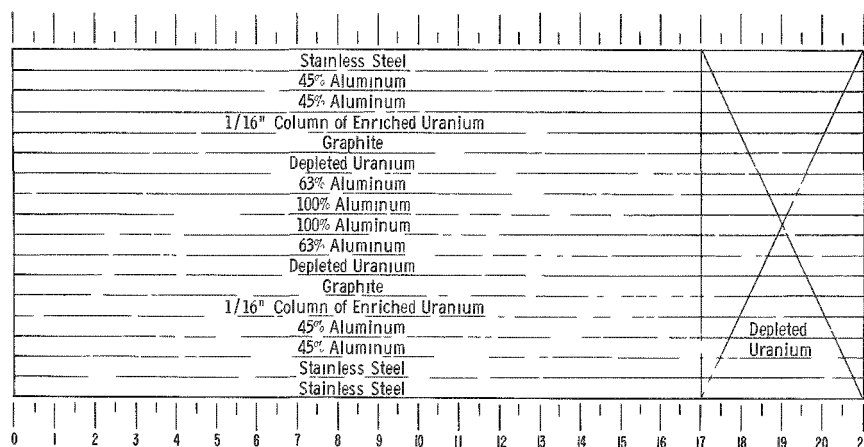 Stainless Steel
45% Aluminum
45% Aluminum
1/16" Column of Enriched Uranium
Graphite
Depleted Uranium
63% Aluminum
100% Aluminum
100% Aluminum
63% Aluminum
Depleted Uranium
Graphite
1/16" Column of Enriched Uranium
45% Aluminum
45% Aluminum
Stainless Steel
Stainless Steel
Depleted
Uranium
0 1 2 3 4 5 6 7 8 9 10 11 12 13 14 15 16 17 18 19 20 2